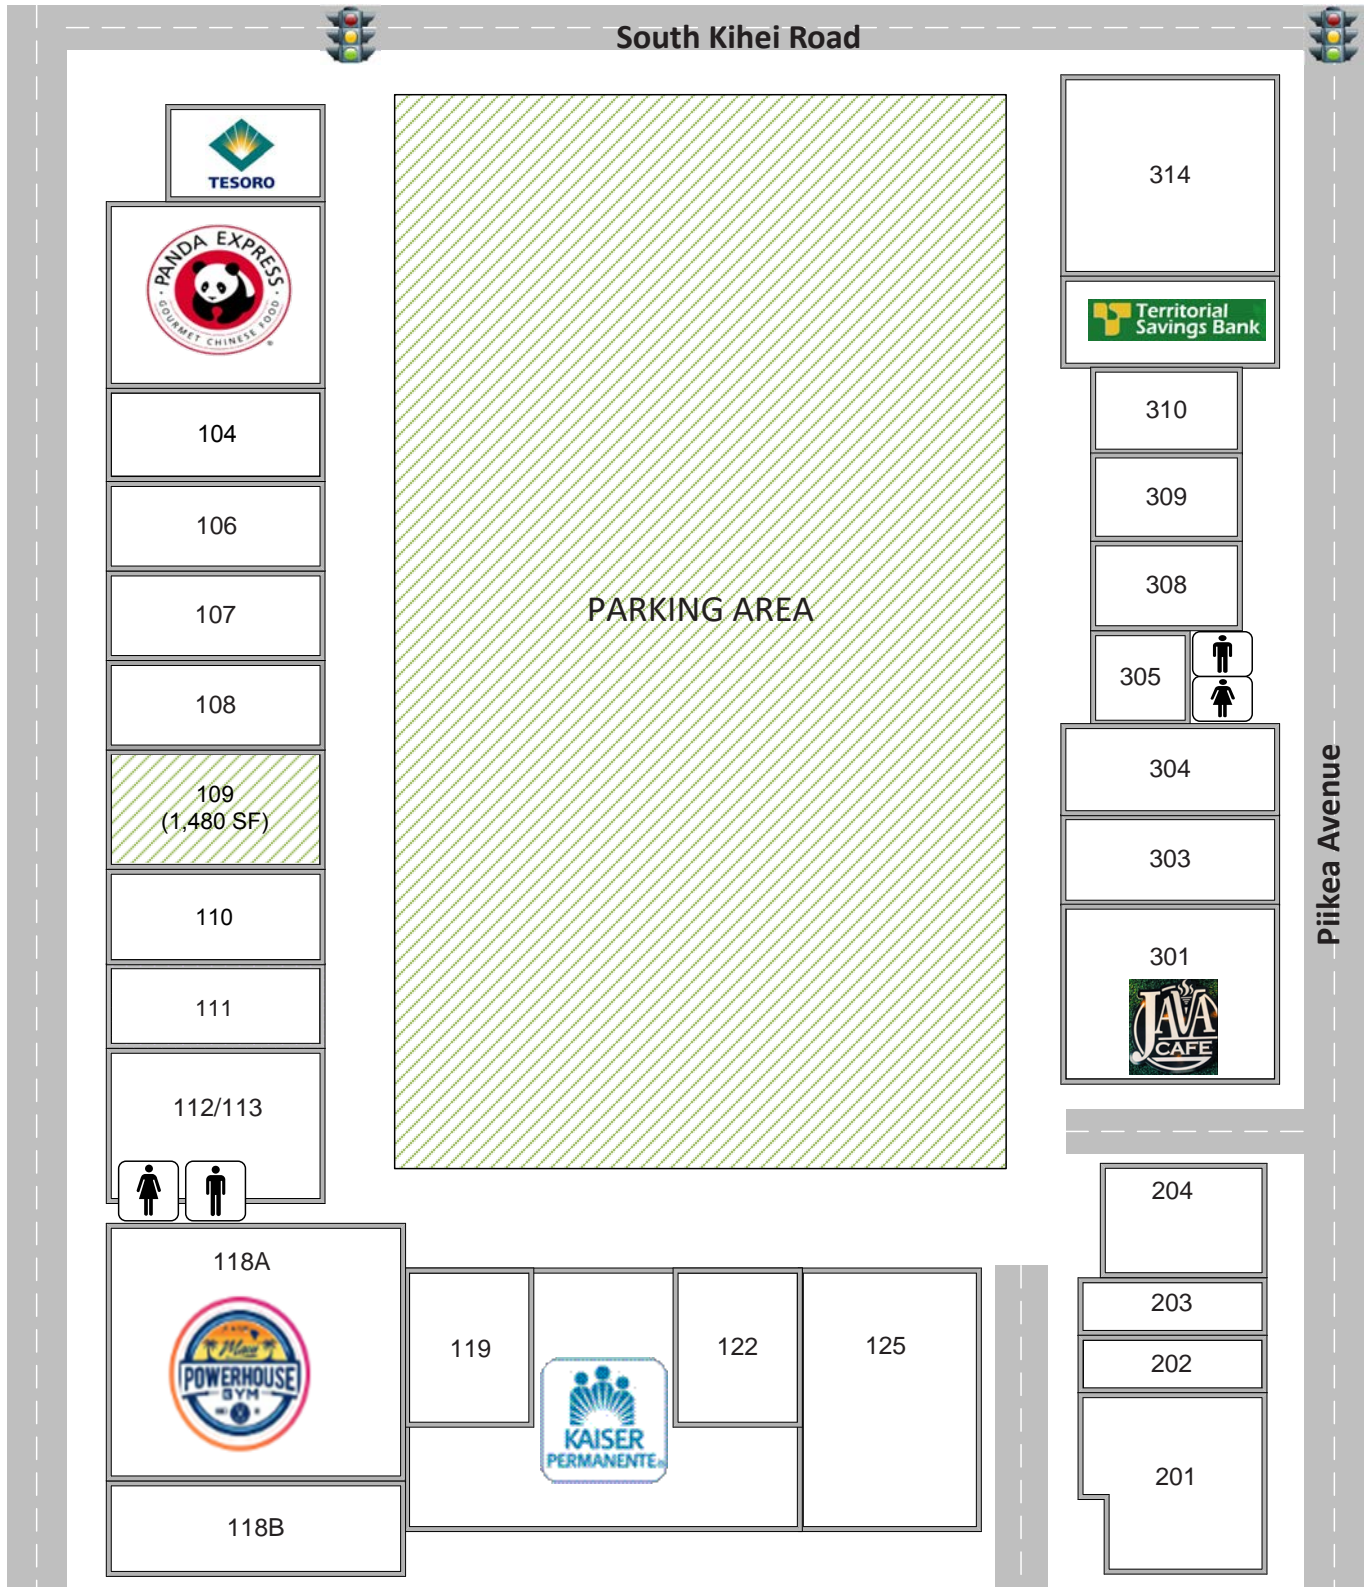 South Kihei Road
TESORO
PANDA EXPRESS
GOURMET CHINESE FOOD
®
104
106
107
108
109
(1,480 SF)
110
111
112/113
118A
Maui
POWERHOUSE
GYM
118B
PARKING AREA
119
KAISER
PERMANENTE®
122
125
314
Territorial
Savings Bank
310
309
308
305
304
303
301
JAVA
CAFE
204
203
202
201
Piikea Avenue